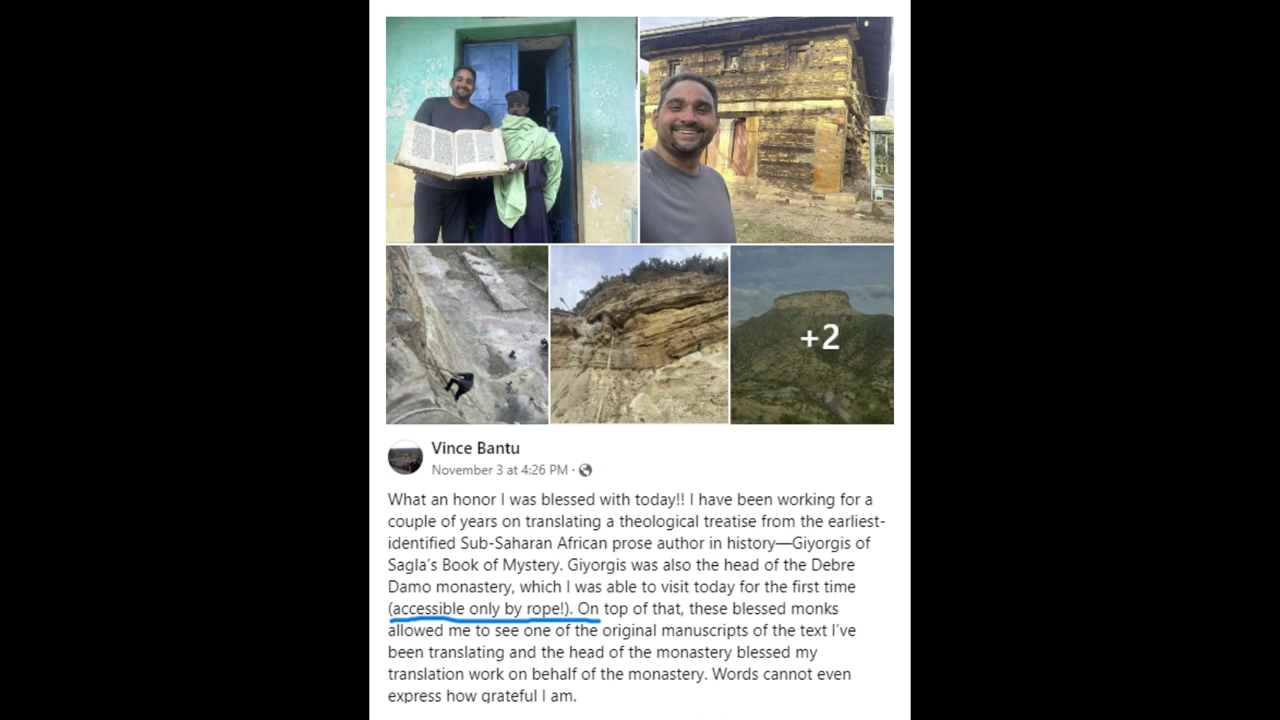 +2
Vince Bantu
November 3 at 4:26 PM ·
What an honor I was blessed with today!! I have been working for a
couple of years on translating a theological treatise from the earliest-
identified Sub-Saharan African prose author in history—Giyorgis of
Sagla's Book of Mystery. Giyorgis was also the head of the Debre
Damo monastery, which I was able to visit today for the first time
(accessible only by rope!). On top of that, these blessed monks
allowed me to see one of the original manuscripts of the text I've
been translating and the head of the monastery blessed my
translation work on behalf of the monastery. Words cannot even
express how grateful I am.